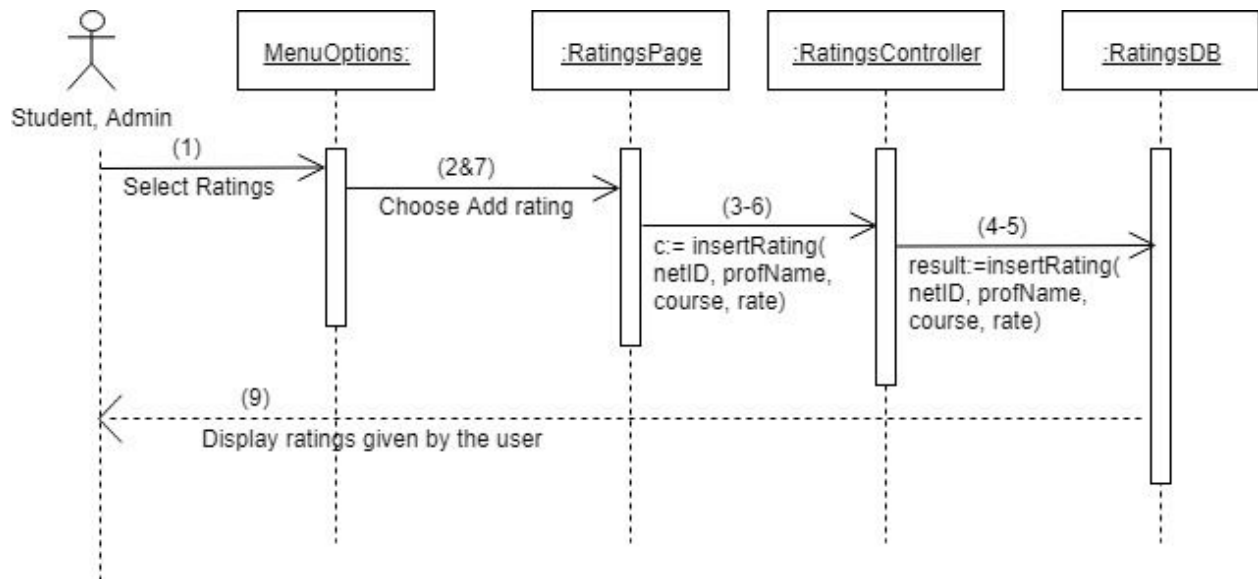 MenuOptions:
:RatingsPage
:RatingsController
:RatingsDB
Student, Admin
(1)
Select Ratings
(2&7)
Choose Add rating
(3-6)
c:= insertRating(
netID, profName,
course, rate)
(4-5)
result:=insertRating(
netID, profName,
course, rate)
(9)
Display ratings given by the user